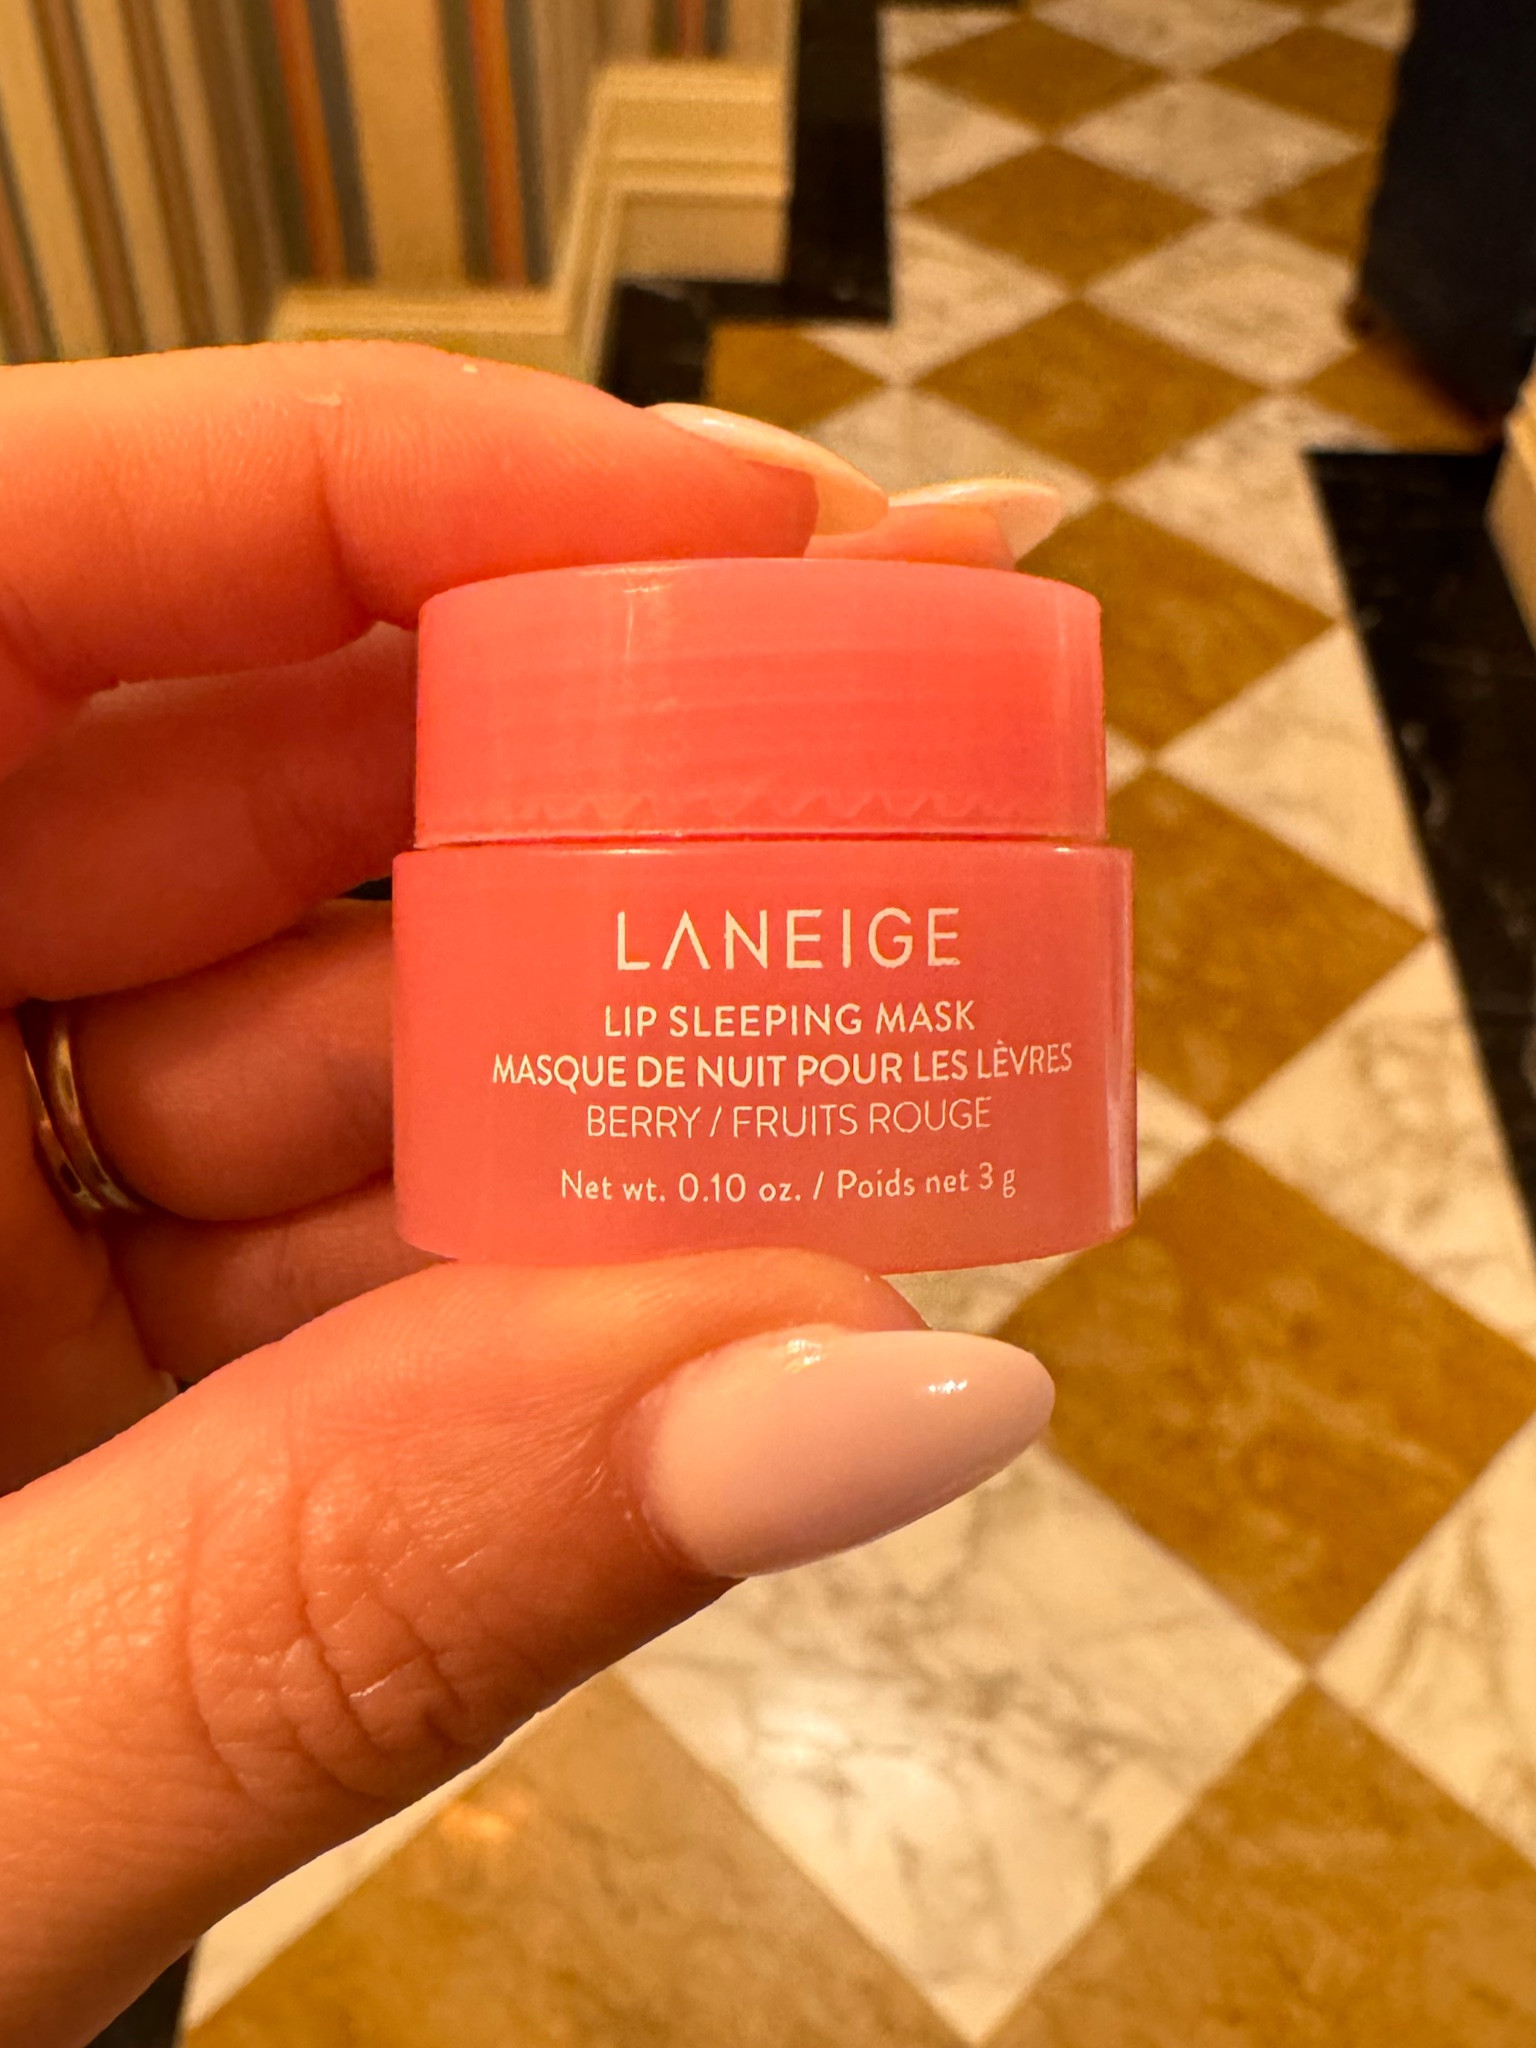 LANEIGE
LIP SLEEPING MASK
MASQUE DE NUIT POUR LES LÈVRES
BERRY / FRUITS ROUGE
Net wt. 0.10 oz. / Poids net 3 g